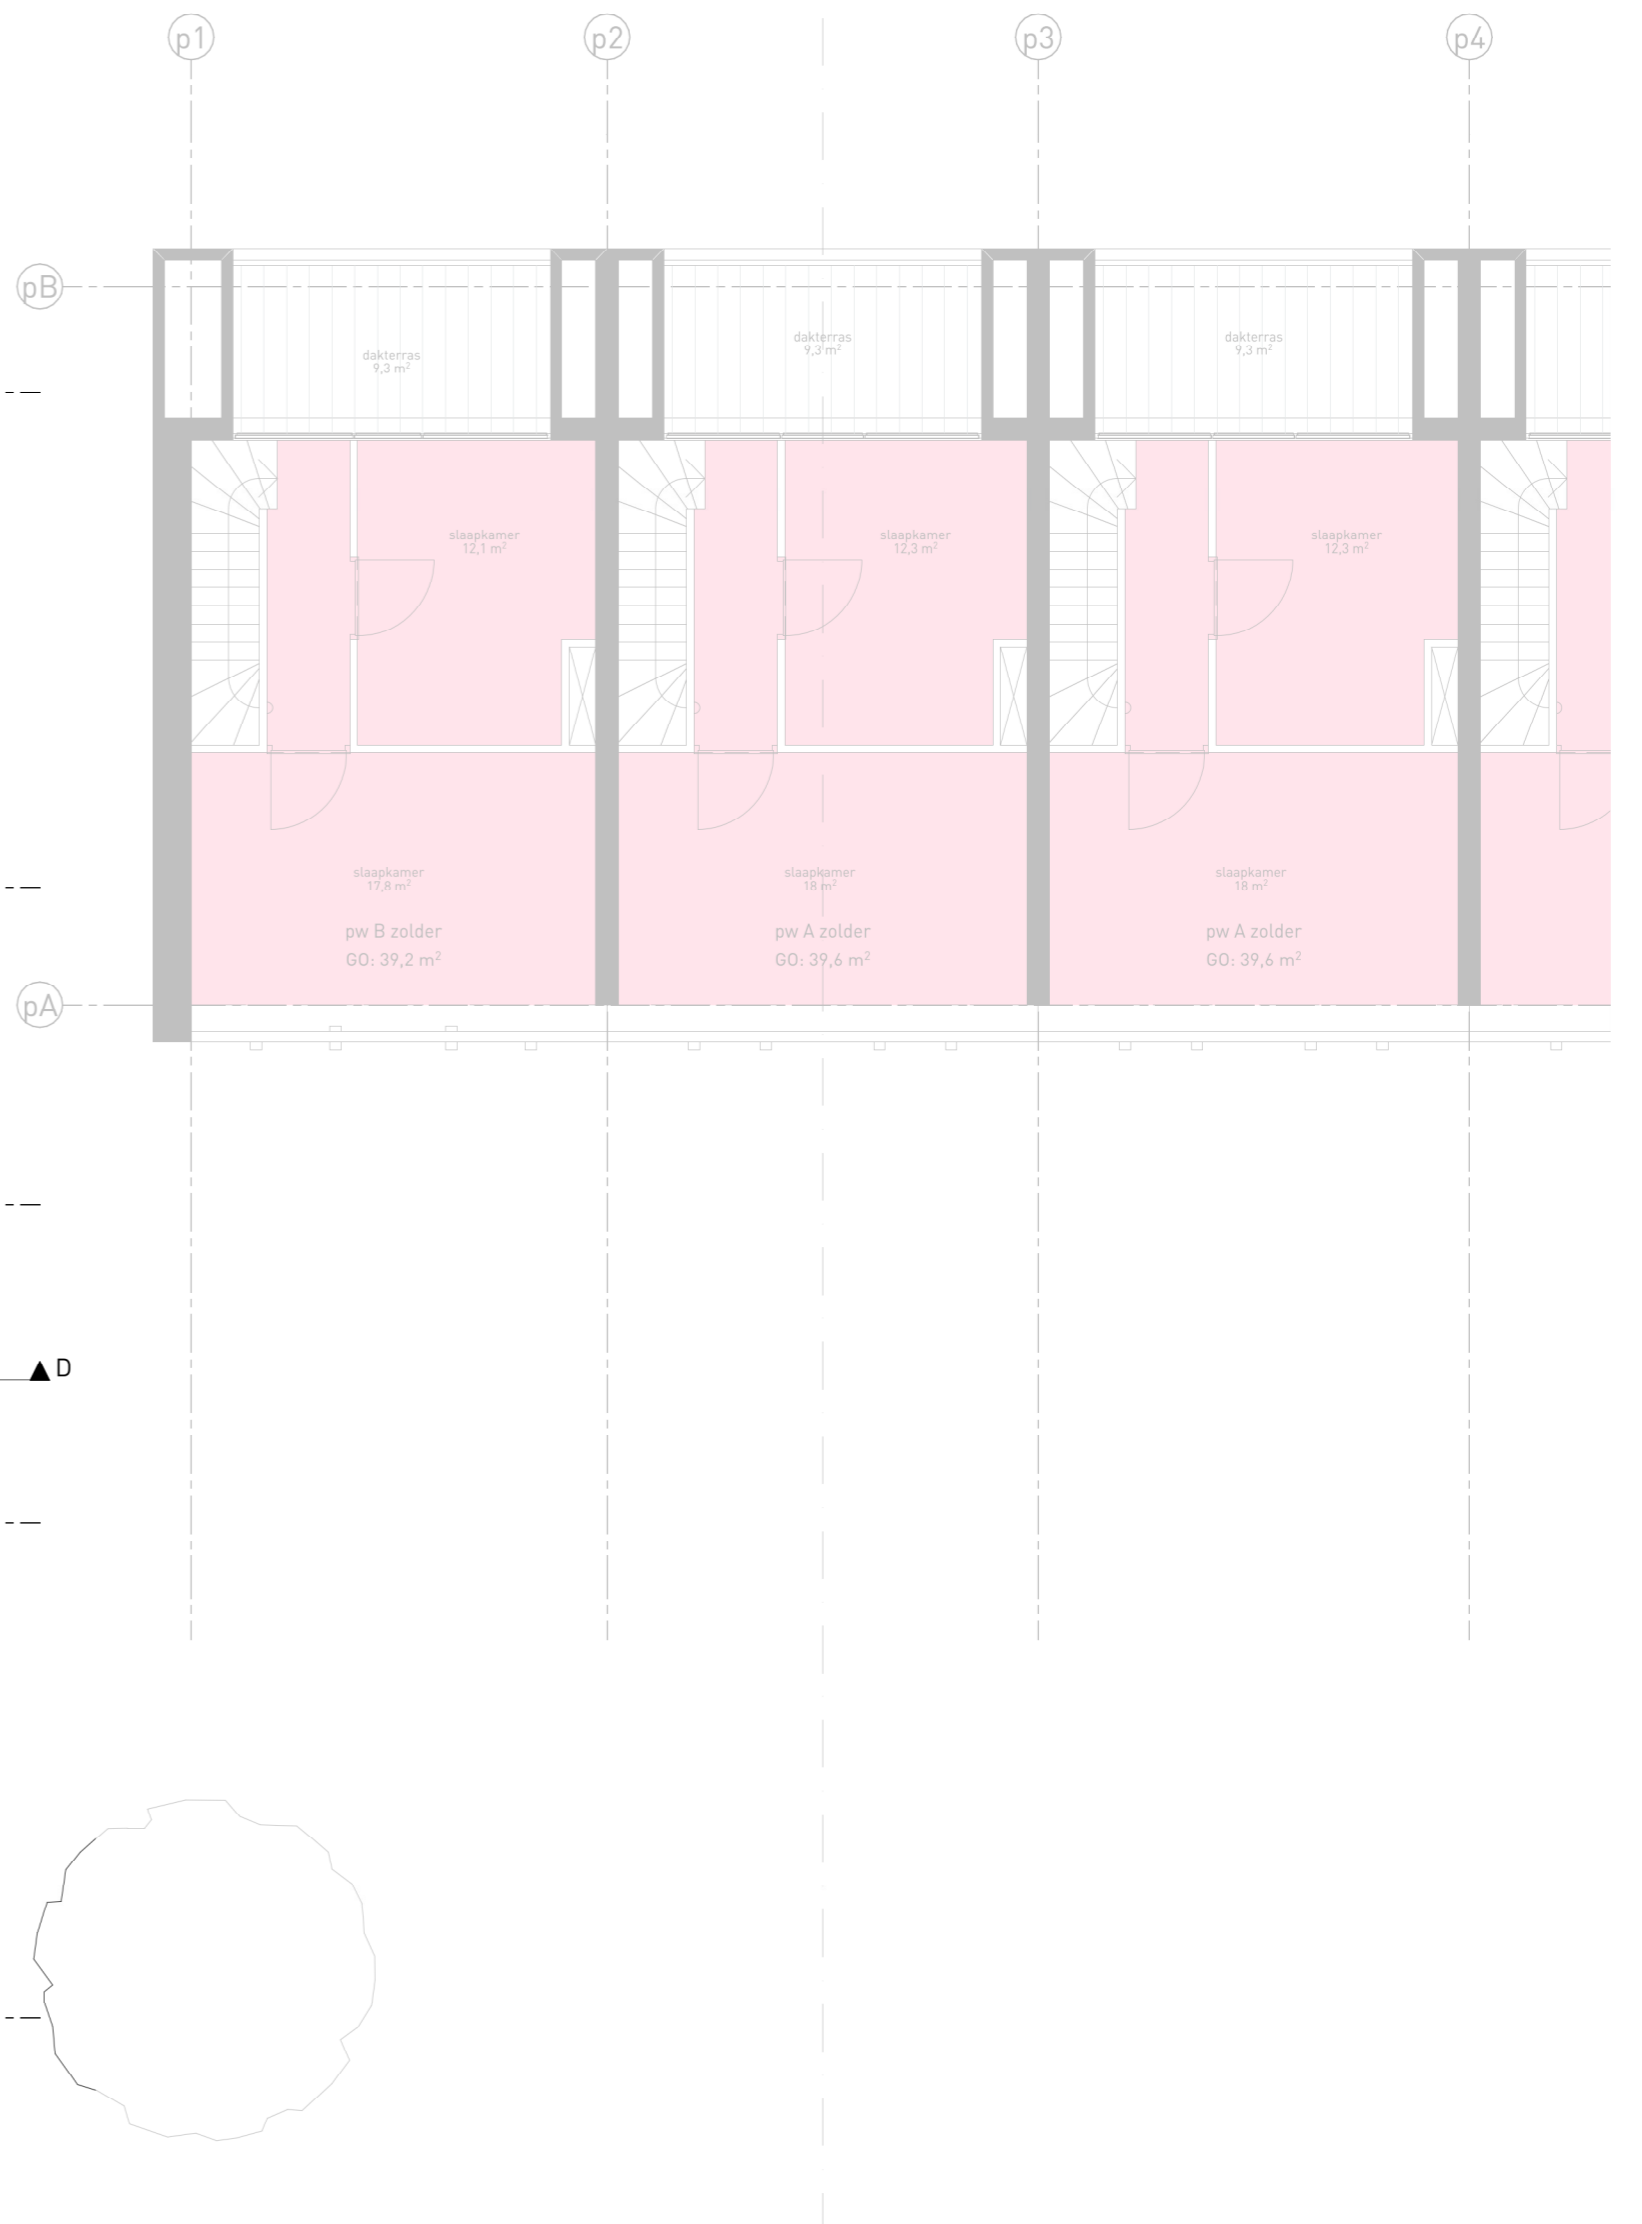 p1
p2
p3
p4
pB
dakterras
9,3 m²
dakterras
9,3 m²
dakterras
9,3 m²
slaapkamer
12,1 m²
slaapkamer
12,3 m²
slaapkamer
12,3 m²
slaapkamer
17,8 m²
slaapkamer
18 m²
slaapkamer
18 m²
pw B zolder
GO: 39,2 m²
pw A zolder
GO: 39,6 m²
pw A zolder
GO: 39,6 m²
pA
D